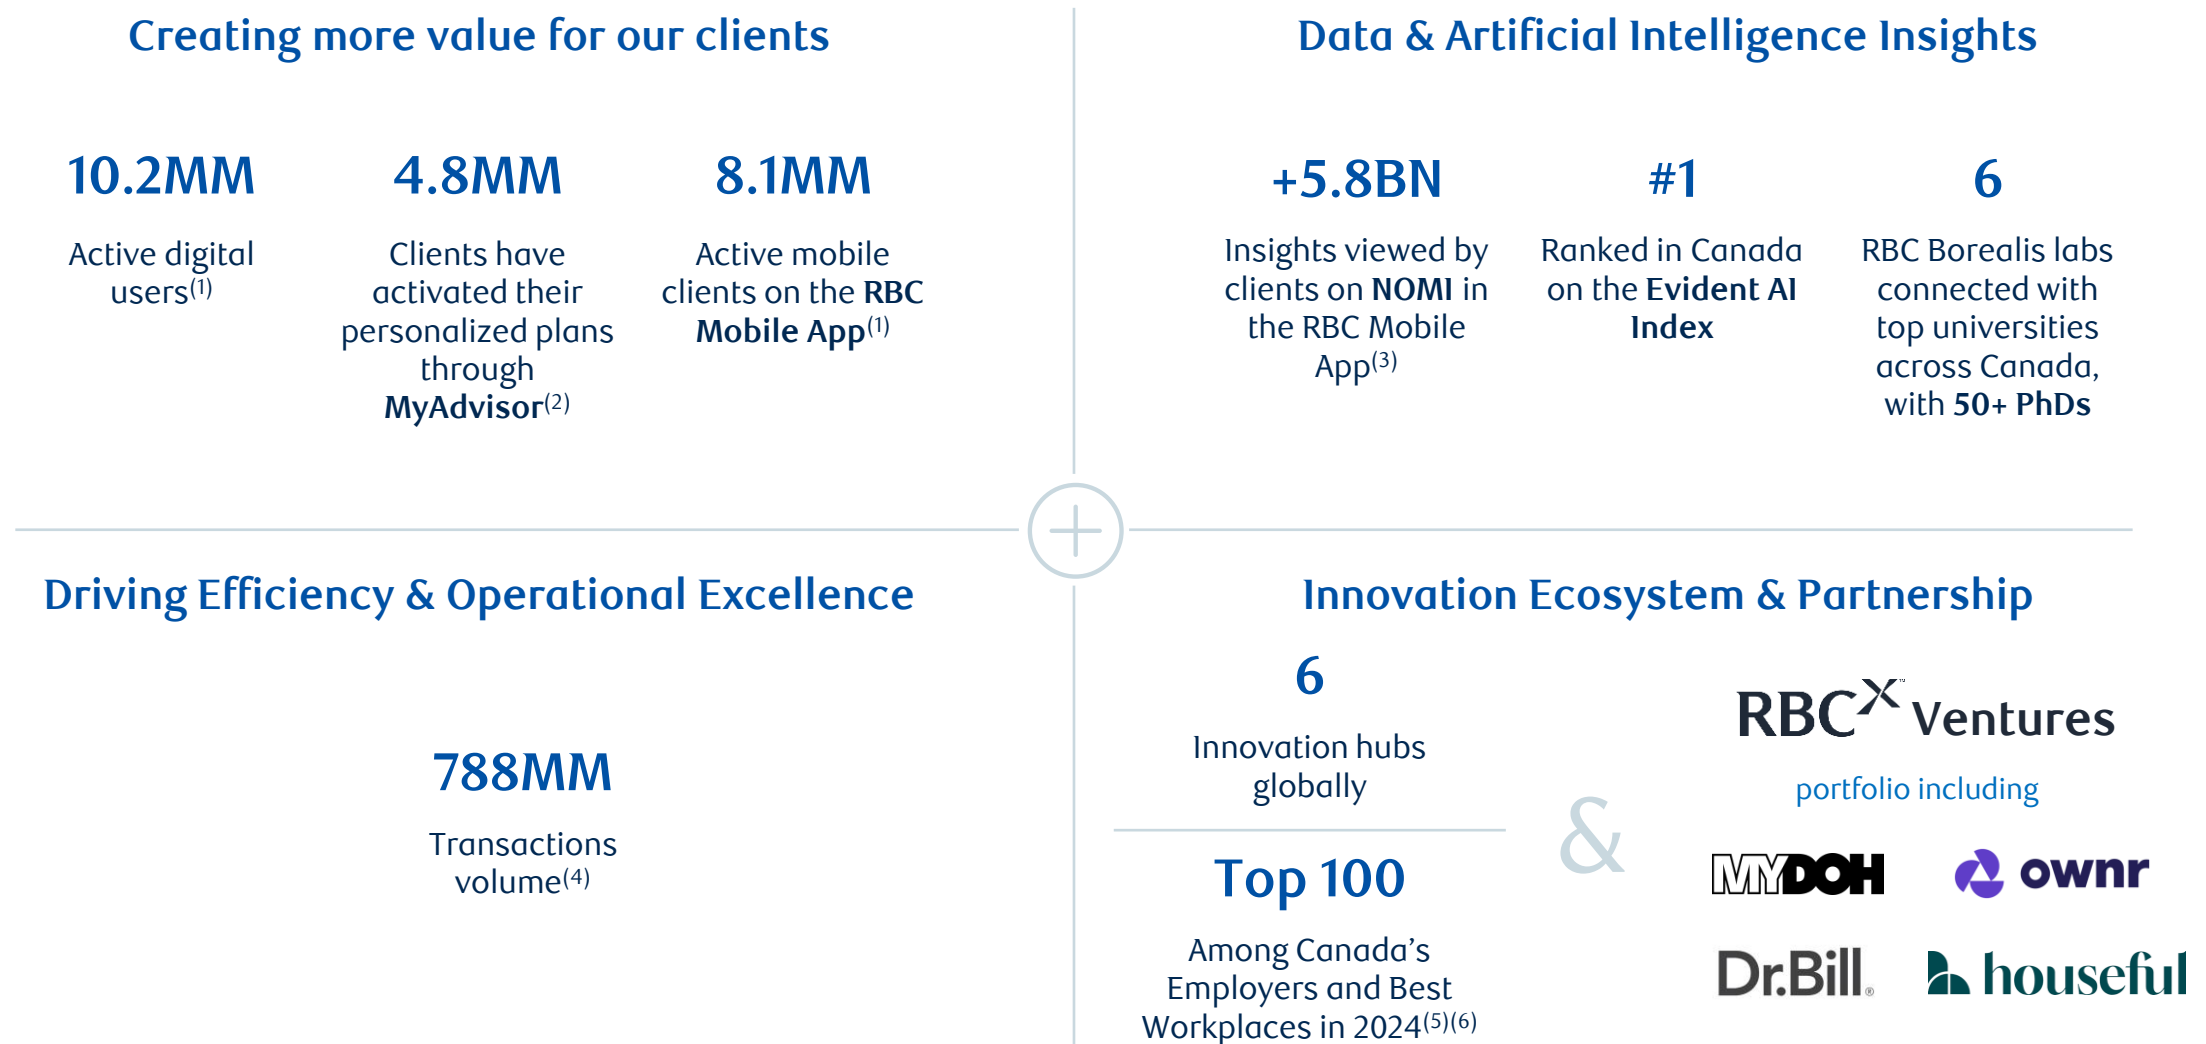 Creating more value for our clients
10.2MM
Active digital
users(1)
4.8MM
Clients have
activated their
personalized plans
through
MyAdvisor(2)
8.1MM
Active mobile
clients on the RBC
Mobile App(1)
Data & Artificial Intelligence Insights
+5.8BN
Insights viewed by
clients on NOMI in
the RBC Mobile
App(3)
#1
Ranked in Canada
on the Evident AI
Index
6
RBC Borealis labs
connected with
top universities
across Canada,
with 50+ PhDs
Driving Efficiency & Operational Excellence
788MM
Transactions
volume(4)
Innovation Ecosystem & Partnership
6
Innovation hubs
globally
Top 100
Among Canada’s
Employers and Best
Workplaces in 2024(5)(6)
&
RBCX™ Ventures
portfolio including
MYDOH
ownr
Dr.Bill®
houseful